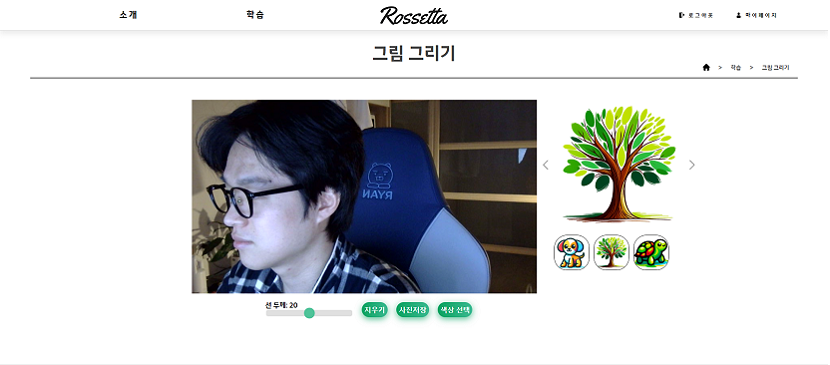 소개
학습
Rossetta
로그아웃
마이페이지
그림 그리기
> 학습 > 그림 그리기
RYAN
선 두께: 20
지우기
사진저장
색상 선택